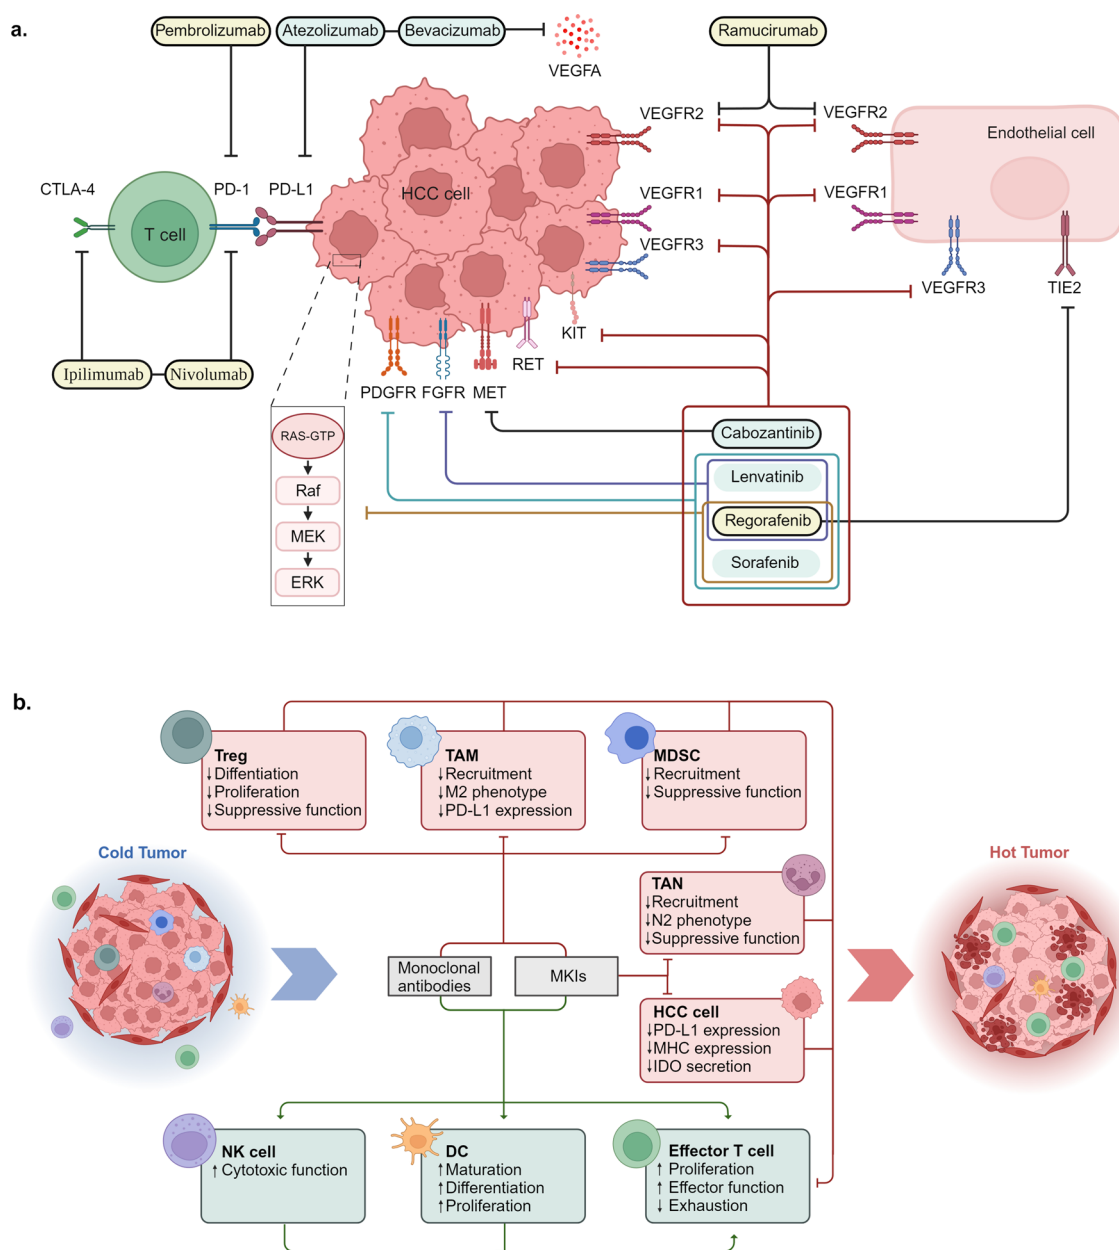 a.
Pembrolizumab
Atezolizumab
Bevacizumab
Ramucirumab
VEGFA
VEGFR2
VEGFR2
Endothelial cell
CTLA-4
PD-1
PD-L1
HCC cell
VEGFR1
VEGFR1
T cell
VEGFR3
VEGFR3
TIE2
KIT
RET
Ipilimumab
Nivolumab
PDGFR
FGFR
MET
RAS-GTP
Cabozantinib
Raf
Lenvatinib
MEK
Regorafenib
ERK
Sorafenib
b.
Treg
↓Diffentiation
↓Proliferation
↓Suppressive function
TAM
↓Recruitment
↓M2 phenotype
↓PD-L1 expression
MDSC
↓Recruitment
↓Suppressive function
Cold Tumor
Hot Tumor
TAN
↓Recruitment
↓N2 phenotype
↓Suppressive function
Monoclonal
antibodies
MKIs
HCC cell
↓PD-L1 expression
↓MHC expression
↓IDO secretion
NK cell
↑ Cytotoxic function
DC
↑Maturation
↑Differentiation
↑Proliferation
Effector T cell
↑ Proliferation
↑ Effector function
↓ Exhaustion